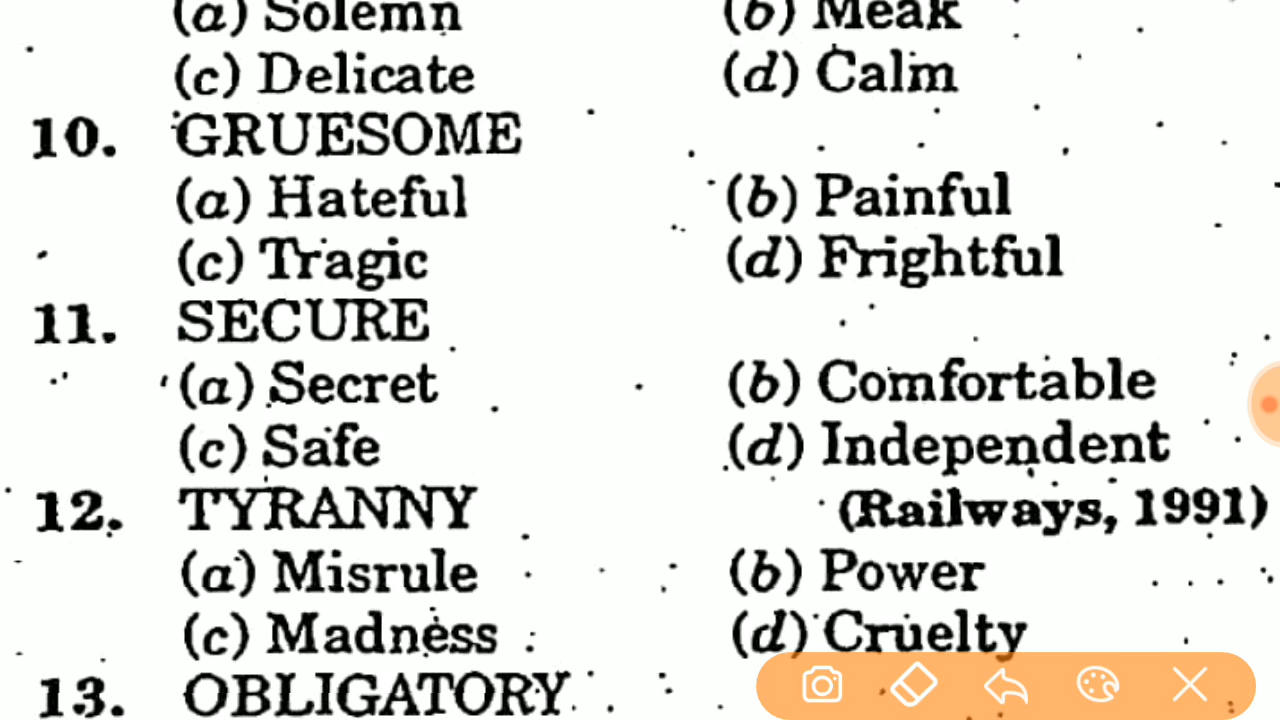 (a) Solemn (b) Meak
(c) Delicate (d) Calm
10. GRUESOME
(a) Hateful (b) Painful
(c) Tragic (d) Frightful
11. SECURE
(a) Secret (b) Comfortable
(c) Safe (d) Independent
12. TYRANNY (Railways, 1991)
(a) Misrule (b) Power
(c) Madness (d) Cruelty
13. OBLIGATORY